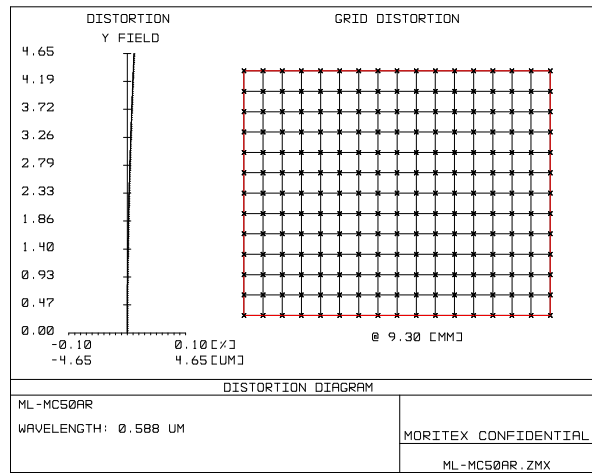 DISTORTION
Y FIELD
4.65
4.19
3.72
3.26
2.79
2.33
1.86
1.40
0.93
0.47
0.00
-0.10 0.10[%]
-4.65 4.65[UM]
GRID DISTORTION
@ 9.30 [MM]
DISTORTION DIAGRAM
ML-MC50AR
WAVELENGTH: 0.588 UM
MORITEX CONFIDENTIAL
ML-MC50AR.ZMX